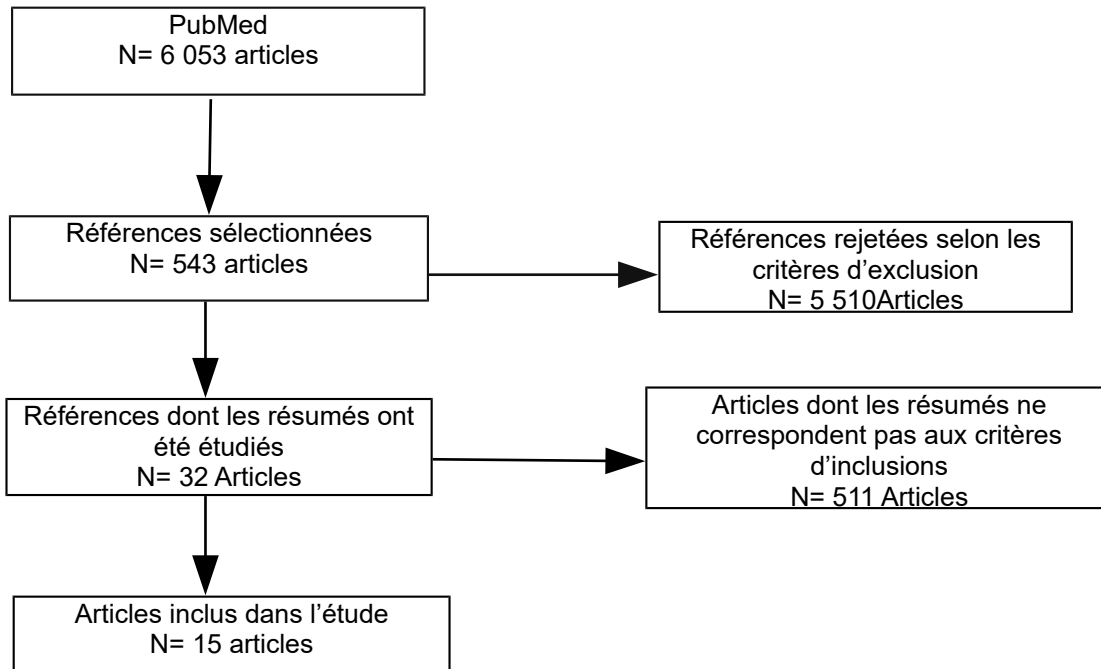 PubMed
N= 6 053 articles
Références sélectionnées
N= 543 articles
Références rejetées selon les
critères d’exclusion
N= 5 510Articles
Références dont les résumés ont
été étudiés
N= 32 Articles
Articles dont les résumés ne
correspondent pas aux critères
d’inclusions
N= 511 Articles
Articles inclus dans l’étude
N= 15 articles